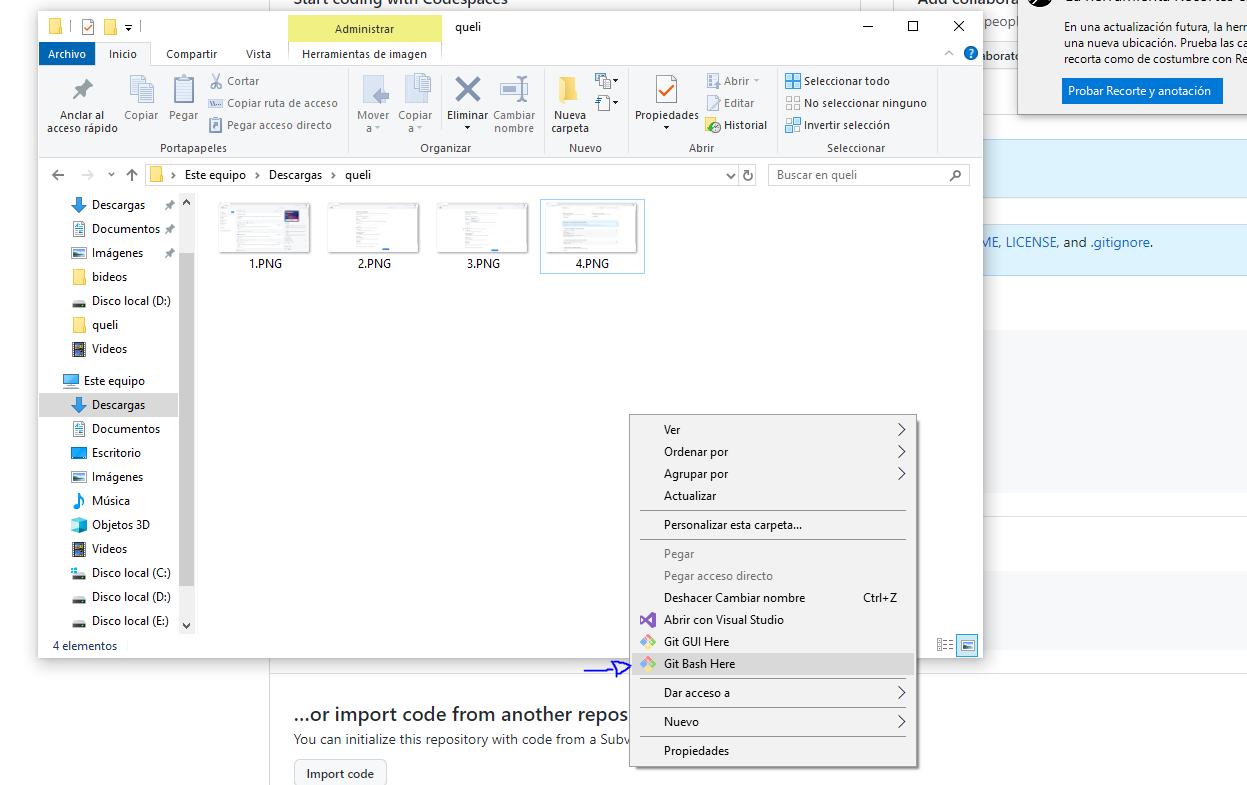 Start coding with Codespaces
Add collabora
La herramienta Recortes
En una actualización futura, la herr
una nueva ubicación. Prueba las ca
recorta como de costumbre con Re
Probar Recorte y anotación
Administrar
queli
Archivo
Inicio
Compartir
Vista
Herramientas de imagen
Anclar al
acceso rápido
Copiar
Pegar
Cortar
Copiar ruta de acceso
Pegar acceso directo
Portapapeles
Mover
a
Copiar
a
Eliminar
Cambiar
nombre
Organizar
Nueva
carpeta
Nuevo
Propiedades
Abrir
Editar
Historial
Abrir
Seleccionar todo
No seleccionar ninguno
Invertir selección
Seleccionar
Este equipo > Descargas > queli
Buscar en queli
Descargas
Documentos
Imágenes
bideos
Disco local (D:)
queli
Videos
Este equipo
Descargas
Documentos
Escritorio
Imágenes
Música
Objetos 3D
Videos
Disco local (C:)
Disco local (D:)
Disco local (E:)
1.PNG
2.PNG
3.PNG
4.PNG
4 elementos
ME, LICENSE, and .gitignore.
Ver
Ordenar por
Agrupar por
Actualizar
Personalizar esta carpeta...
Pegar
Pegar acceso directo
Deshacer Cambiar nombre Ctrl+Z
Abrir con Visual Studio
Git GUI Here
Git Bash Here
Dar acceso a
Nuevo
Propiedades
...or import code from another repos
You can initialize this repository with code from a Subv
Import code